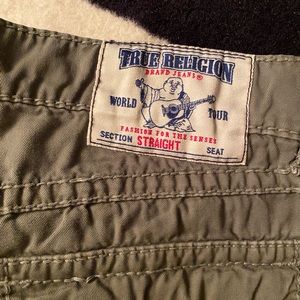 TRUE RELIGION
BRAND JEANS®
WORLD TOUR
FASHION FOR THE SENSES
SECTION STRAIGHT SEAT